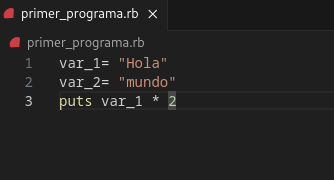 primer_programa.rb ×
primer_programa.rb
1 var_1= "Hola"
2 var_2= "mundo"
3 puts var_1 * 2